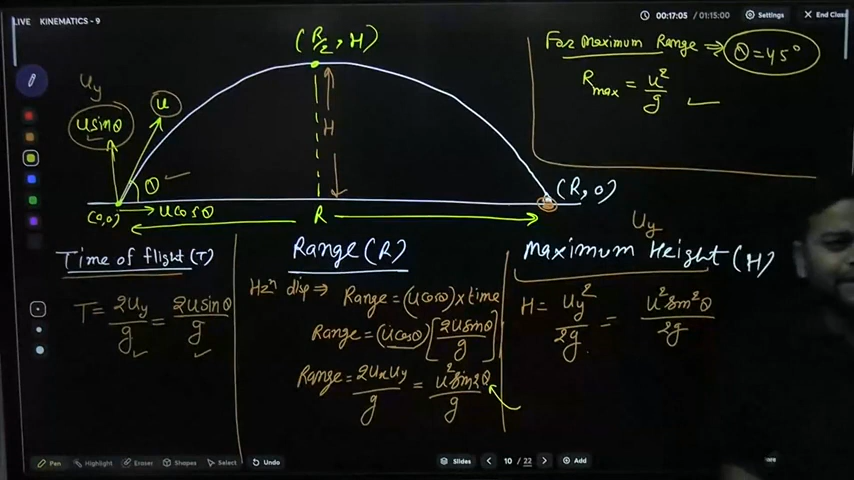 LIVE KINEMATICS - 9
00:17:05 / 01:15:00 Settings End Class
(R/2, H)
For Maximum Range ⇒ θ = 45°
Rmax = u²/g
uy
u
usinθ
H
θ
(0,0)
ucosθ
R
(R, 0)
uy
Time of flight (T)
T = 2uy/g = 2usinθ/g
Range (R)
Hzⁿ disp ⇒ Range = (ucosθ) × time
Range = (ucosθ) [2usinθ/g]
Range = 2uxuy/g = u²sin2θ/g
Maximum Height (H)
H = uy²/2g = u²sin²θ/2g
Pen Highlight Eraser Shapes Select Undo Slides 10 / 22 Add